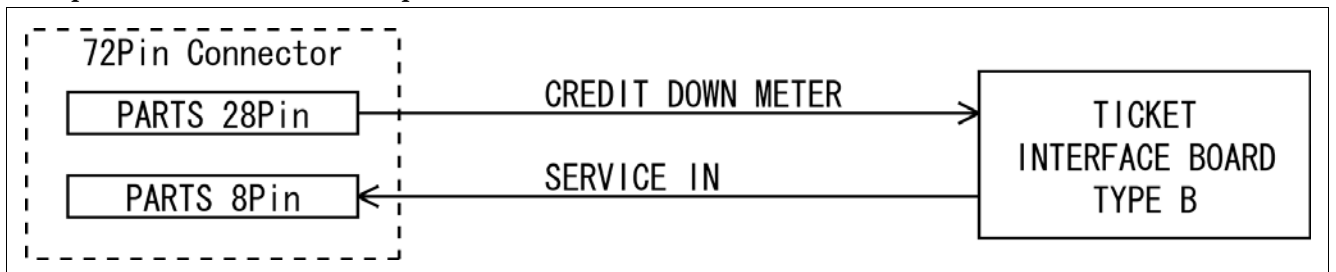 72Pin Connector
PARTS 28Pin
CREDIT DOWN METER
PARTS 8Pin
SERVICE IN
TICKET
INTERFACE BOARD
TYPE B